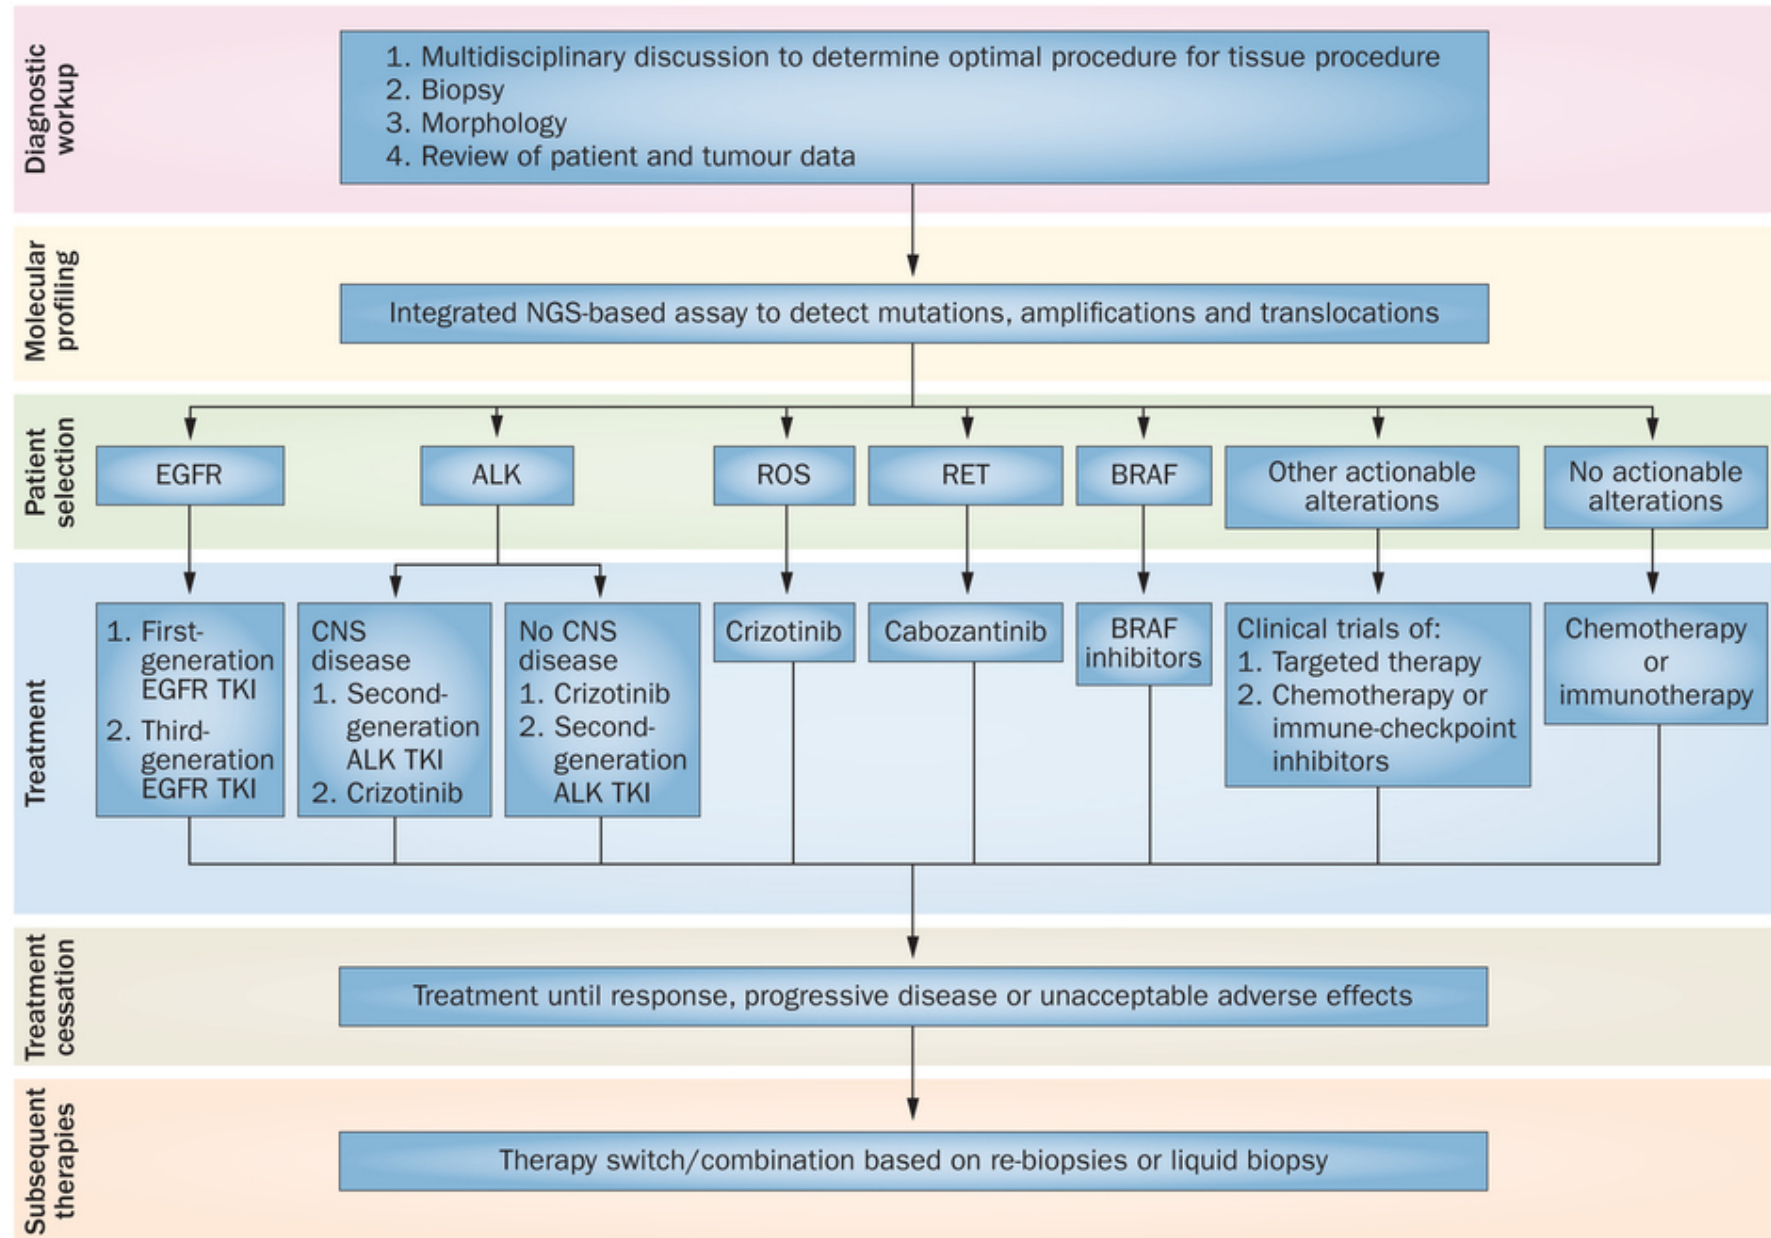 Diagnostic
workup
1. Multidisciplinary discussion to determine optimal procedure for tissue procedure
2. Biopsy
3. Morphology
4. Review of patient and tumour data
Molecular
profiling
Integrated NGS-based assay to detect mutations, amplifications and translocations
Patient
selection
EGFR
ALK
ROS
RET
BRAF
Other actionable
alterations
No actionable
alterations
Treatment
1. First-
generation
EGFR TKI
2. Third-
generation
EGFR TKI
CNS
disease
1. Second-
generation
ALK TKI
2. Crizotinib
No CNS
disease
1. Crizotinib
2. Second-
generation
ALK TKI
Crizotinib
Cabozantinib
BRAF
inhibitors
Clinical trials of:
1. Targeted therapy
2. Chemotherapy or
immune-checkpoint
inhibitors
Chemotherapy
or
immunotherapy
Treatment
cessation
Treatment until response, progressive disease or unacceptable adverse effects
Subsequent
therapies
Therapy switch/combination based on re-biopsies or liquid biopsy